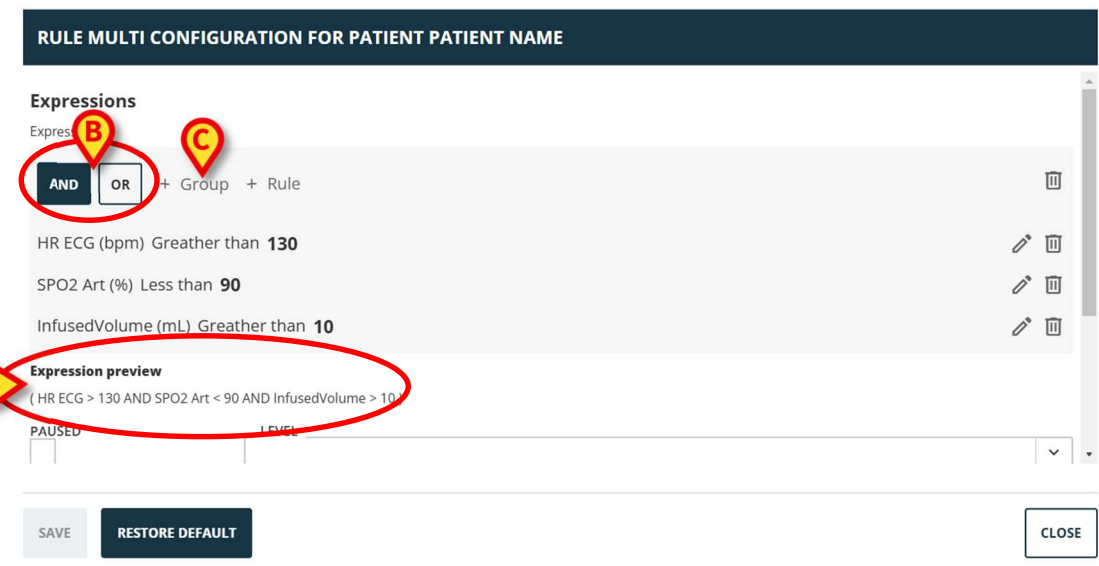 RULE MULTI CONFIGURATION FOR PATIENT PATIENT NAME
Expressions
Express
B
C
AND OR + Group + Rule
HR ECG (bpm) Greather than 130
SPO2 Art (%) Less than 90
InfusedVolume (mL) Greather than 10
Expression preview
( HR ECG > 130 AND SPO2 Art < 90 AND InfusedVolume > 10 )
PAUSED LEVEL
SAVE RESTORE DEFAULT CLOSE